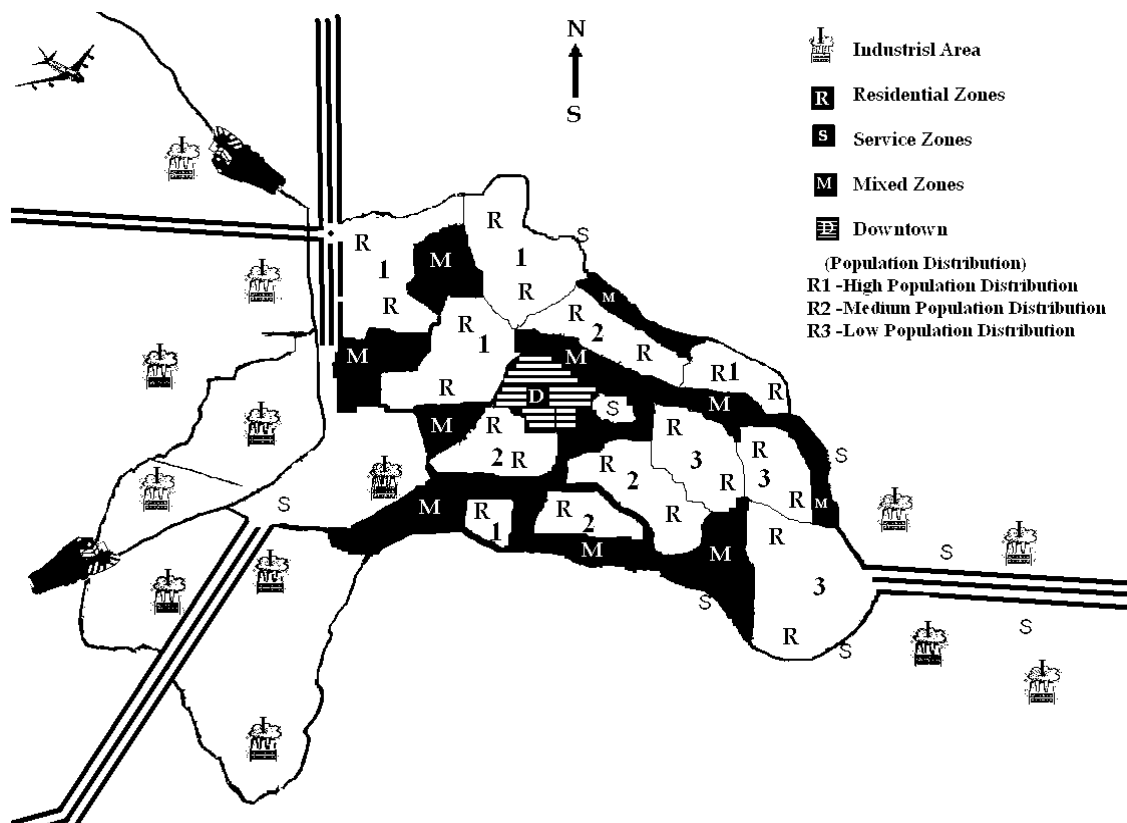 N
I Industrisl Area
R Residential Zones
S
S Service Zones
I
M Mixed Zones
R
D Downtown
S
R
1
M
(Population Distribution)
1
I
R1 -High Population Distribution
R
M
R
R2 -Medium Population Distribution
R
R
2
R3 -Low Population Distribution
1
I
M
M
R
R1
R
R
D
M
I
S
M
R
R
R
S
2
R
R
3
R
3
I
I
2
R
R
I
S
M
R
R
2
R
M
1
R
S
I
M
M
I
I
3
S
S
R
I
S
I
I